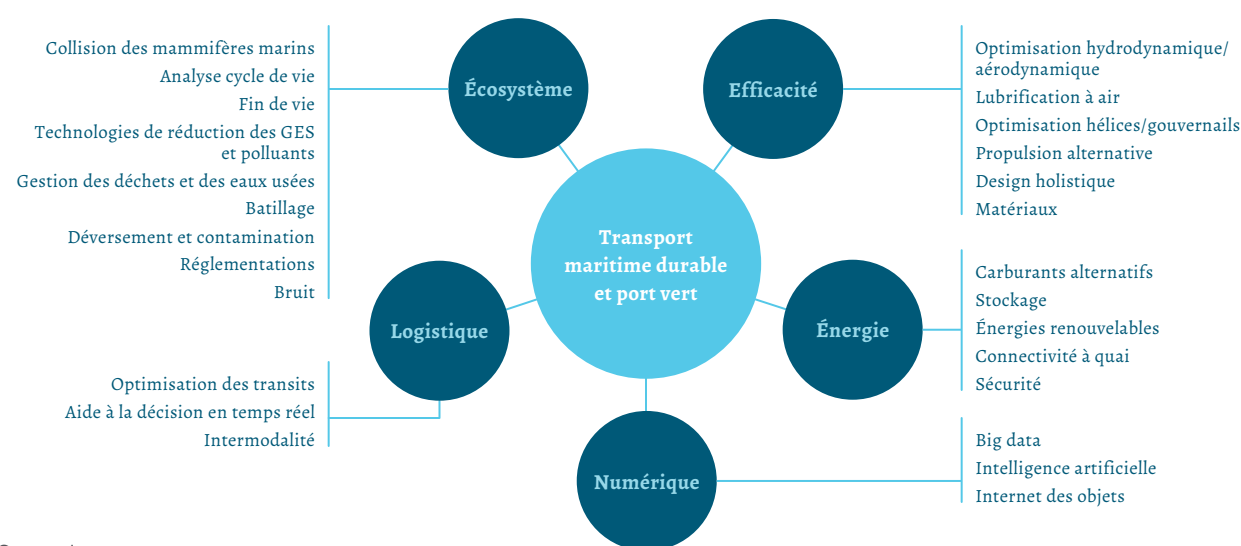 Collision des mammifères marins
Analyse cycle de vie
Fin de vie
Technologies de réduction des GES
et polluants
Gestion des déchets et des eaux usées
Batillage
Déversement et contamination
Réglementations
Bruit
Écosystème
Efficacité
Optimisation hydrodynamique/
aérodynamique
Lubrification à air
Optimisation hélices/gouvernails
Propulsion alternative
Design holistique
Matériaux
Transport
maritime durable
et port vert
Logistique
Optimisation des transits
Aide à la décision en temps réel
Intermodalité
Énergie
Carburants alternatifs
Stockage
Énergies renouvelables
Connectivité à quai
Sécurité
Numérique
Big data
Intelligence artificielle
Internet des objets